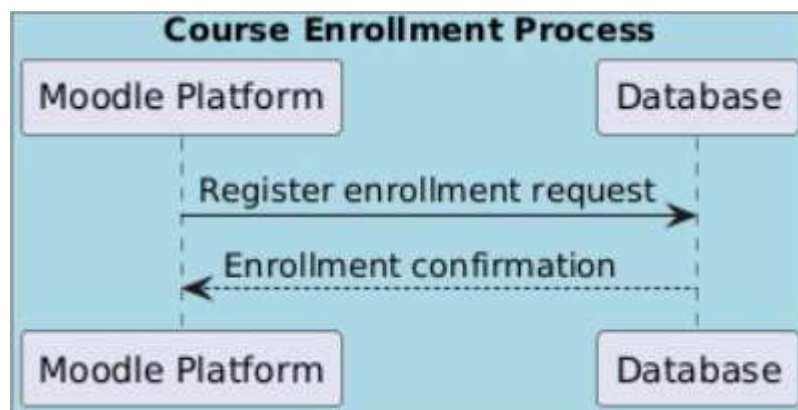 Course Enrollment Process
Moodle Platform
Database
Register enrollment request
Enrollment confirmation
Moodle Platform
Database